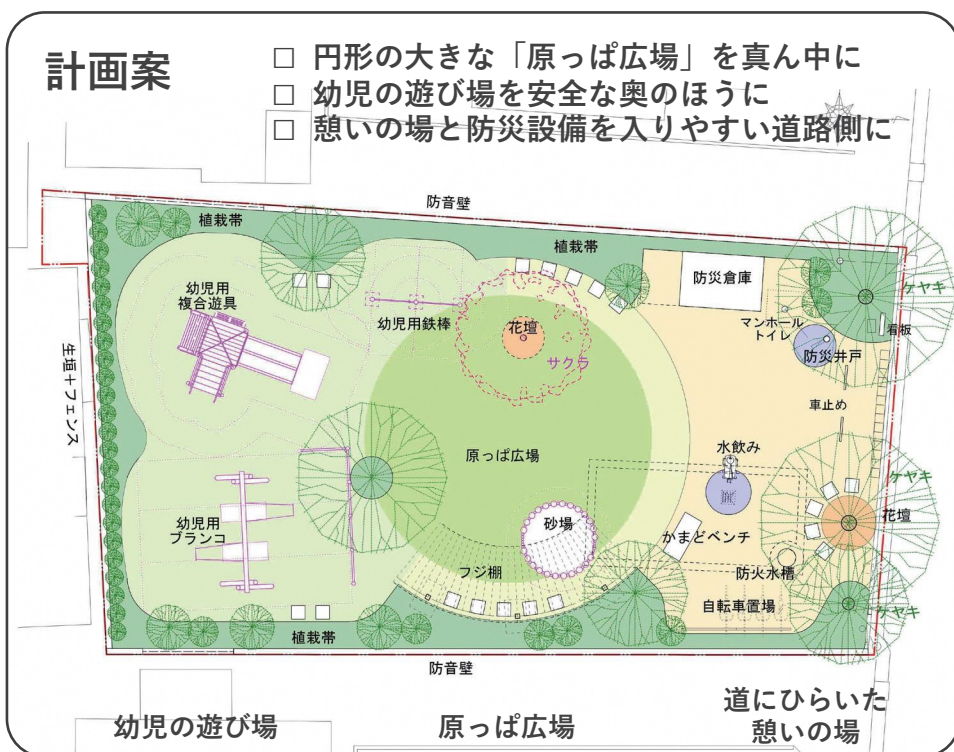 計画案
□ 円形の大きな「原っぱ広場」を真ん中に
□ 幼児の遊び場を安全な奥のほうに
□ 憩いの場と防災設備を入りやすい道路側に
防音壁
植栽帯
植栽帯
防災倉庫
幼児用
複合遊具
ケヤキ
幼児用鉄棒
花壇
マンホール
トイレ
看板
サクラ
防災井戸
生垣+フェンス
車止め
水飲み
原っぱ広場
ケヤキ
花壇
幼児用
ブランコ
砂場
かまどベンチ
フジ棚
防火水槽
自転車置場
ケヤキ
植栽帯
防音壁
幼児の遊び場
原っぱ広場
道にひらいた
憩いの場